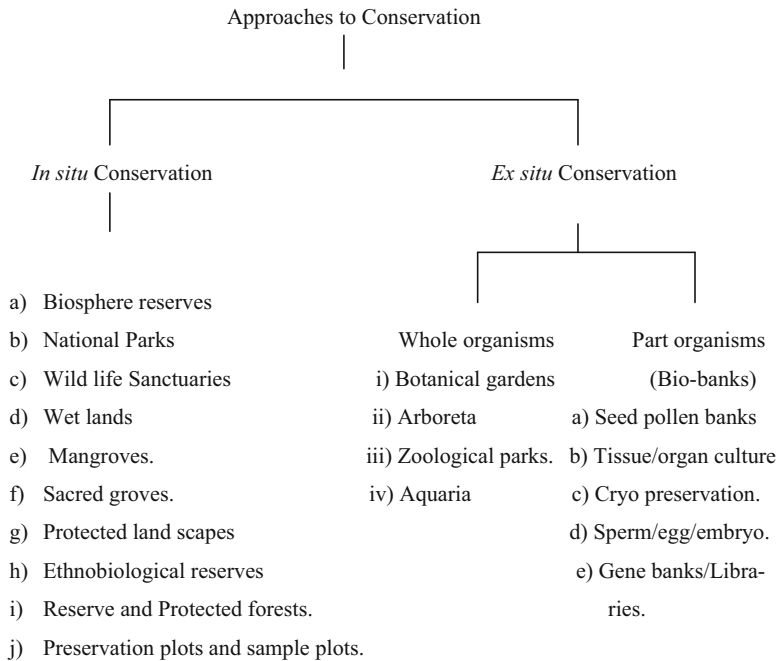 Approaches to Conservation
In situ Conservation
Ex situ Conservation
a) Biosphere reserves
b) National Parks
c) Wild life Sanctuaries
d) Wet lands
e) Mangroves.
f) Sacred groves.
g) Protected land scapes
h) Ethnobiological reserves
i) Reserve and Protected forests.
j) Preservation plots and sample plots.
Whole organisms
i) Botanical gardens
ii) Arboreta
iii) Zoological parks.
iv) Aquaria
Part organisms
(Bio-banks)
a) Seed pollen banks
b) Tissue/organ culture
c) Cryo preservation.
d) Sperm/egg/embryo.
e) Gene banks/Libra-
ries.